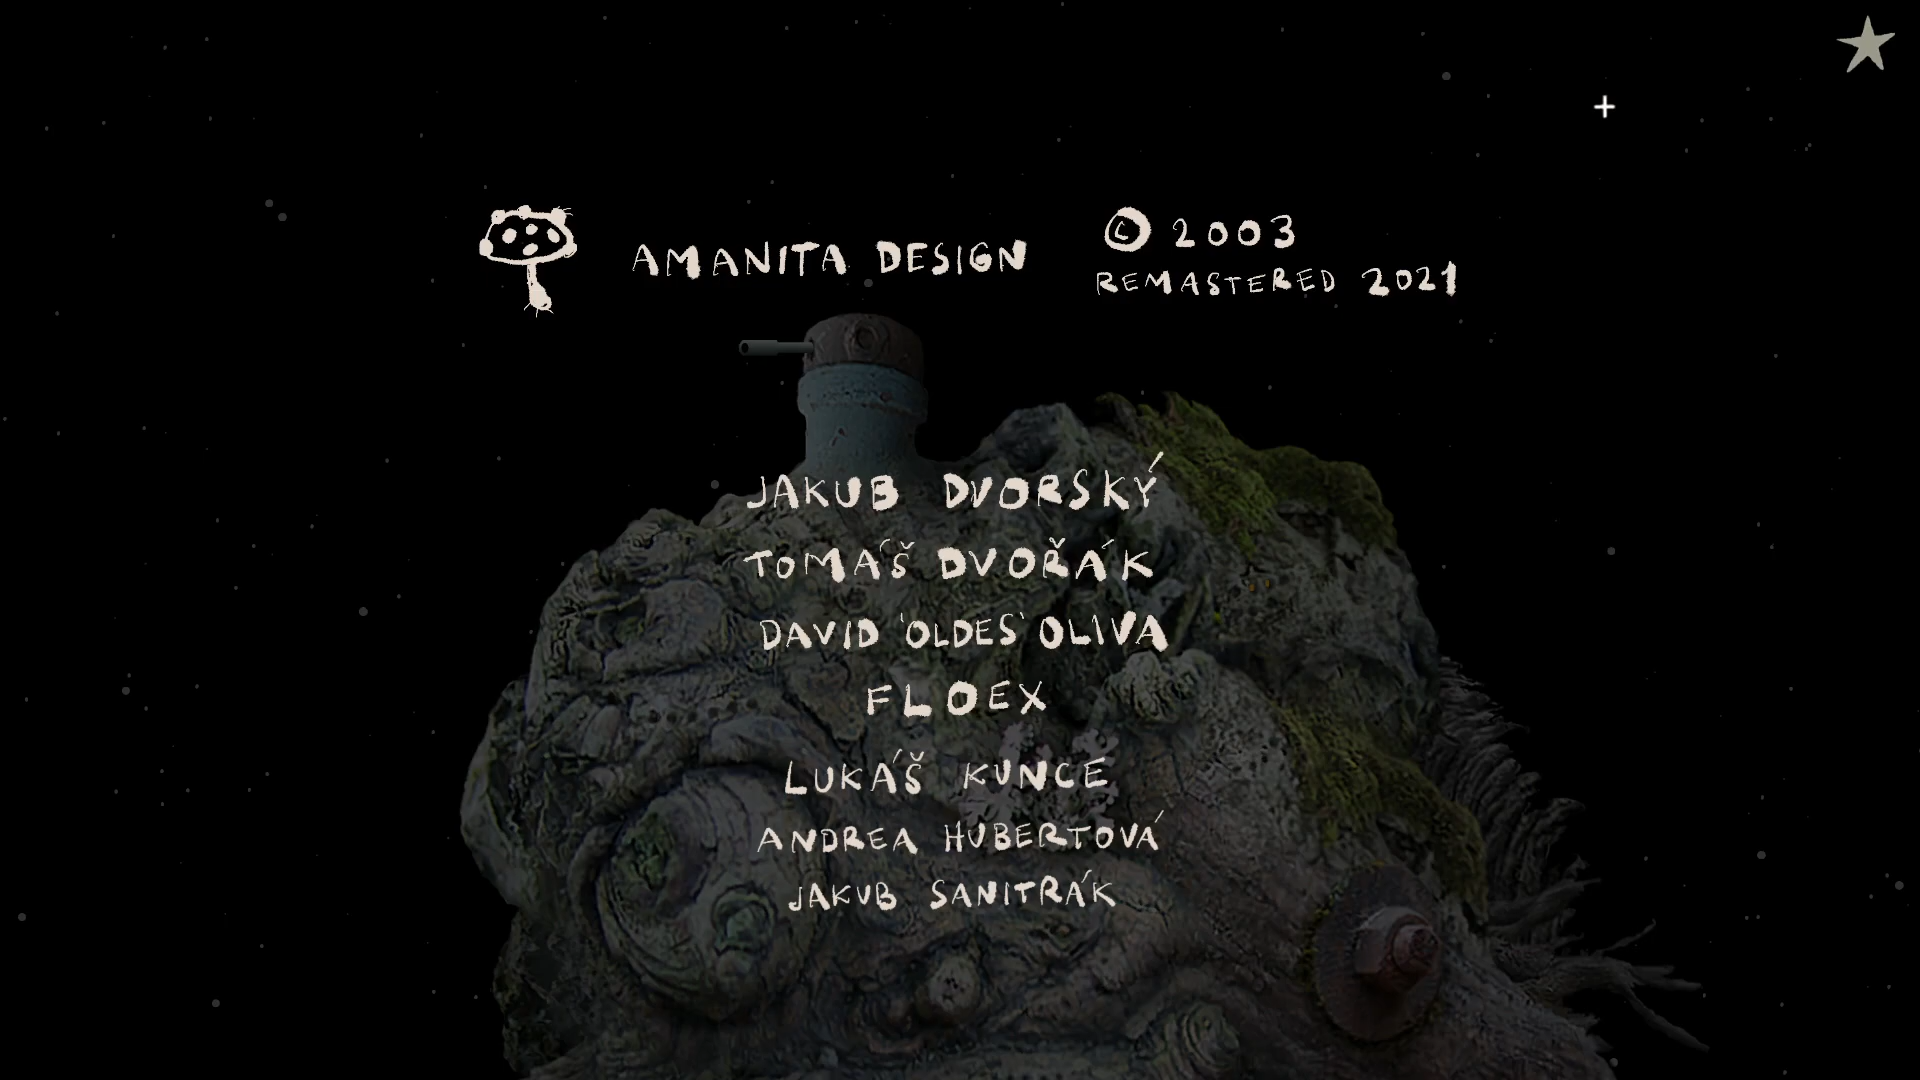 AMANITA DESIGN
© 2003
REMASTERED 2021
JAKUB DVORSKÝ
TOMÁŠ DVOŘÁK
DAVID 'OLDES' OLIVA
FLOEX
LUKÁŠ KUNCE
ANDREA HUBERTOVÁ
JAKUB SANITRÁK